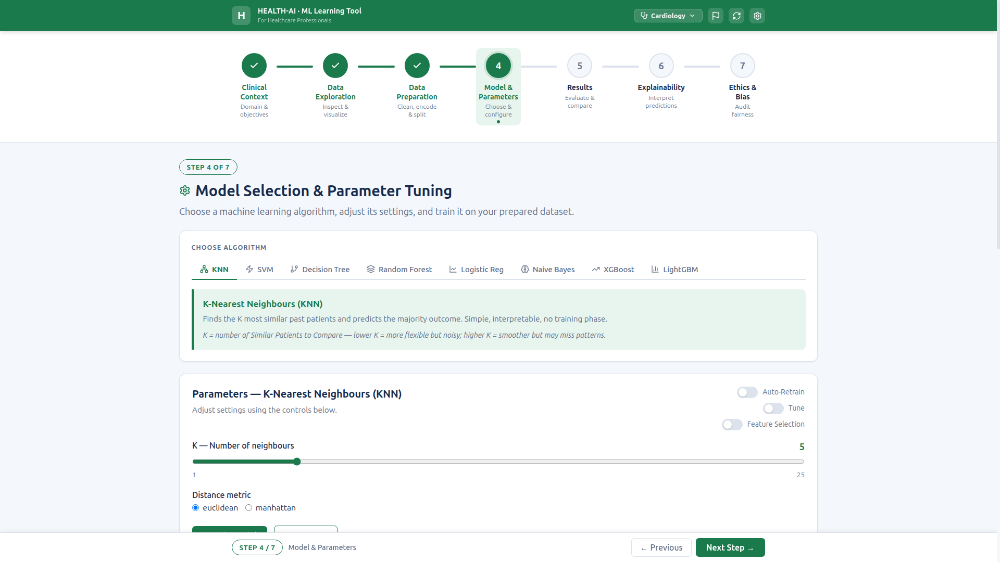 H
HEALTH-AI · ML Learning Tool
For Healthcare Professionals
Cardiology
4
5
6
7
Clinical
Context
Domain &
objectives
Data
Exploration
Inspect &
visualize
Data
Preparation
Clean, encode
& split
Model &
Parameters
Choose &
configure
Results
Evaluate &
compare
Explainability
Interpret
predictions
Ethics &
Bias
Audit
fairness
STEP 4 OF 7
Model Selection & Parameter Tuning
Choose a machine learning algorithm, adjust its settings, and train it on your prepared dataset.
CHOOSE ALGORITHM
KNN SVM Decision Tree Random Forest Logistic Reg Naive Bayes XGBoost LightGBM
K-Nearest Neighbours (KNN)
Finds the K most similar past patients and predicts the majority outcome. Simple, interpretable, no training phase.
K = number of Similar Patients to Compare — lower K = more flexible but noisy; higher K = smoother but may miss patterns.
Parameters — K-Nearest Neighbours (KNN)
Adjust settings using the controls below.
Auto-Retrain
Tune
Feature Selection
K — Number of neighbours
5
1
25
Distance metric
euclidean manhattan
STEP 4 / 7 Model & Parameters
← Previous
Next Step →